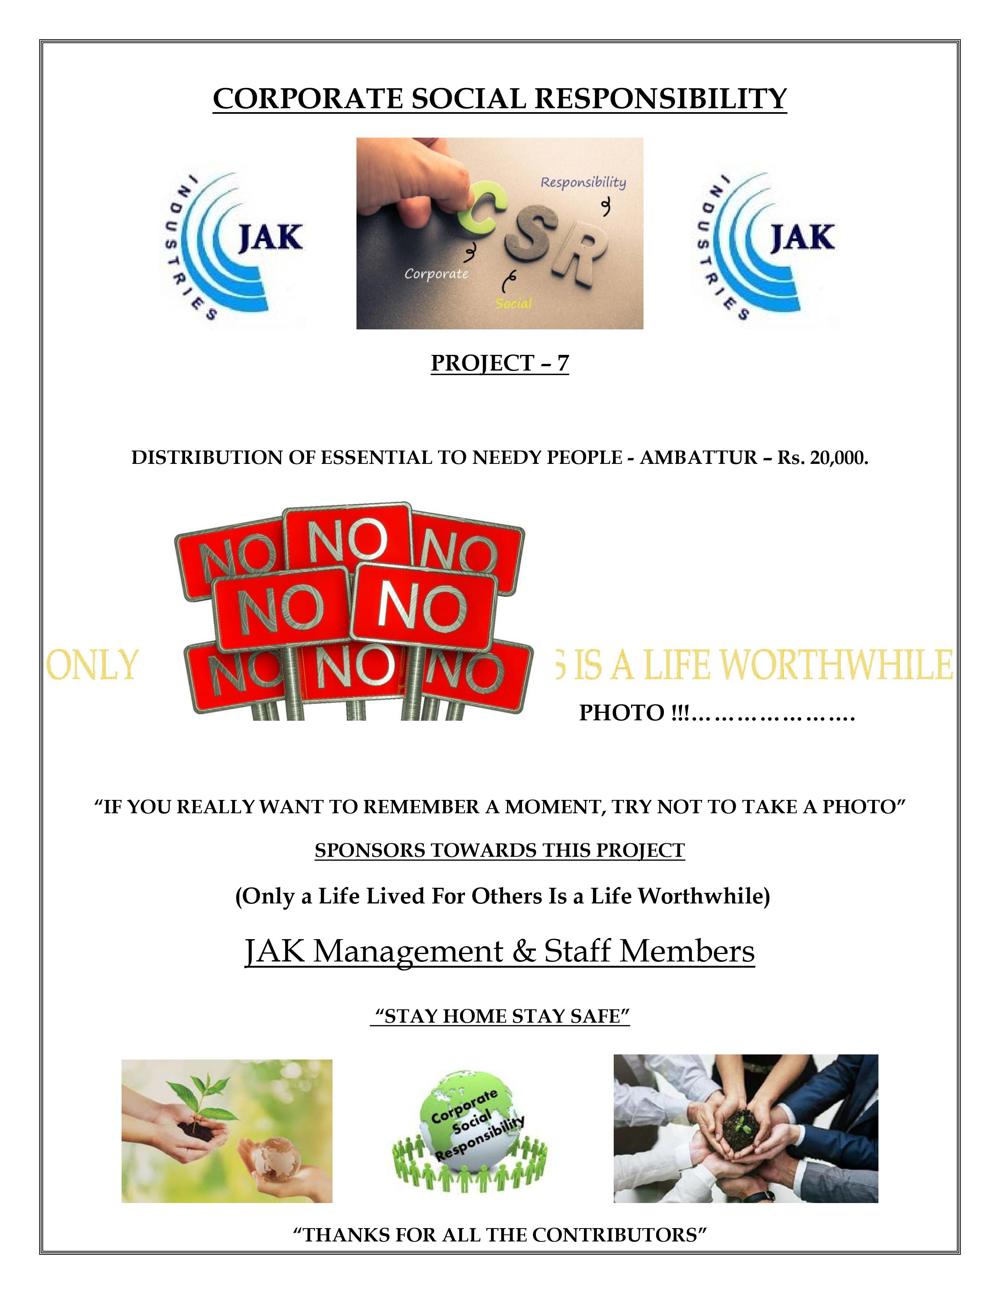 CORPORATE SOCIAL RESPONSIBILITY
INDUSTRIES
JAK
Responsibility
CSR
Corporate
Social
INDUSTRIES
JAK
PROJECT – 7
DISTRIBUTION OF ESSENTIAL TO NEEDY PEOPLE - AMBATTUR – Rs. 20,000.
NO NO NO
NO NO
NO NO NO
ONLY
S IS A LIFE WORTHWHILE
PHOTO !!!………………….
“IF YOU REALLY WANT TO REMEMBER A MOMENT, TRY NOT TO TAKE A PHOTO”
SPONSORS TOWARDS THIS PROJECT
(Only a Life Lived For Others Is a Life Worthwhile)
JAK Management & Staff Members
“STAY HOME STAY SAFE”
Corporate
Social
Responsibility
“THANKS FOR ALL THE CONTRIBUTORS”